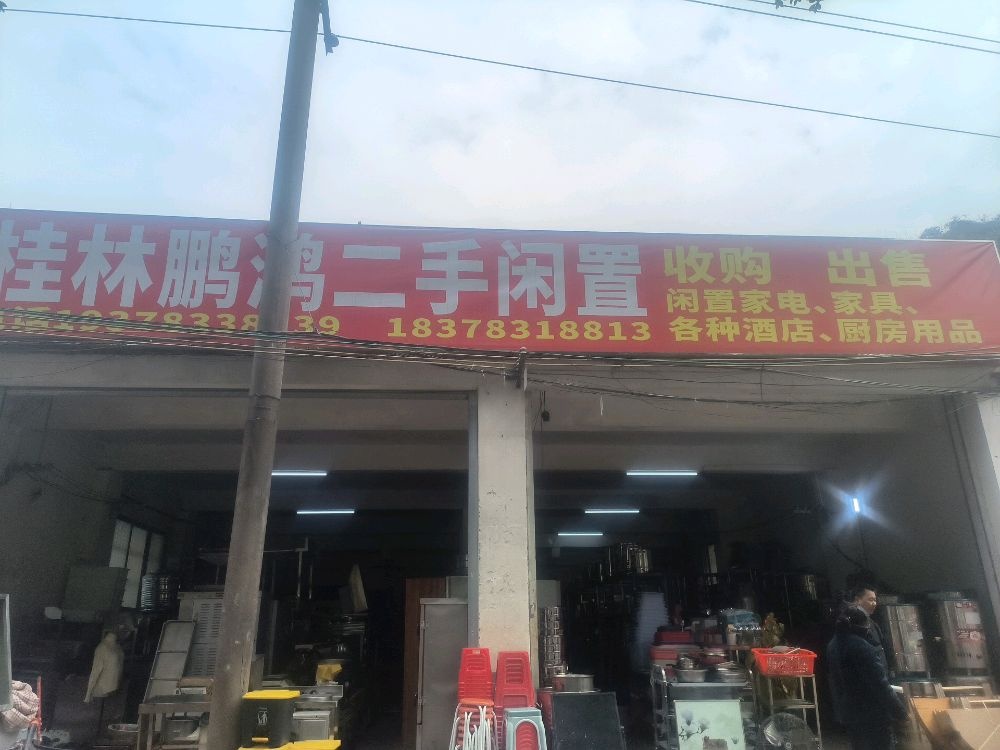 桂林鹏鸿二手闲置
18378318813
收购 出售
闲置家电、家具、
各种酒店、厨房用品